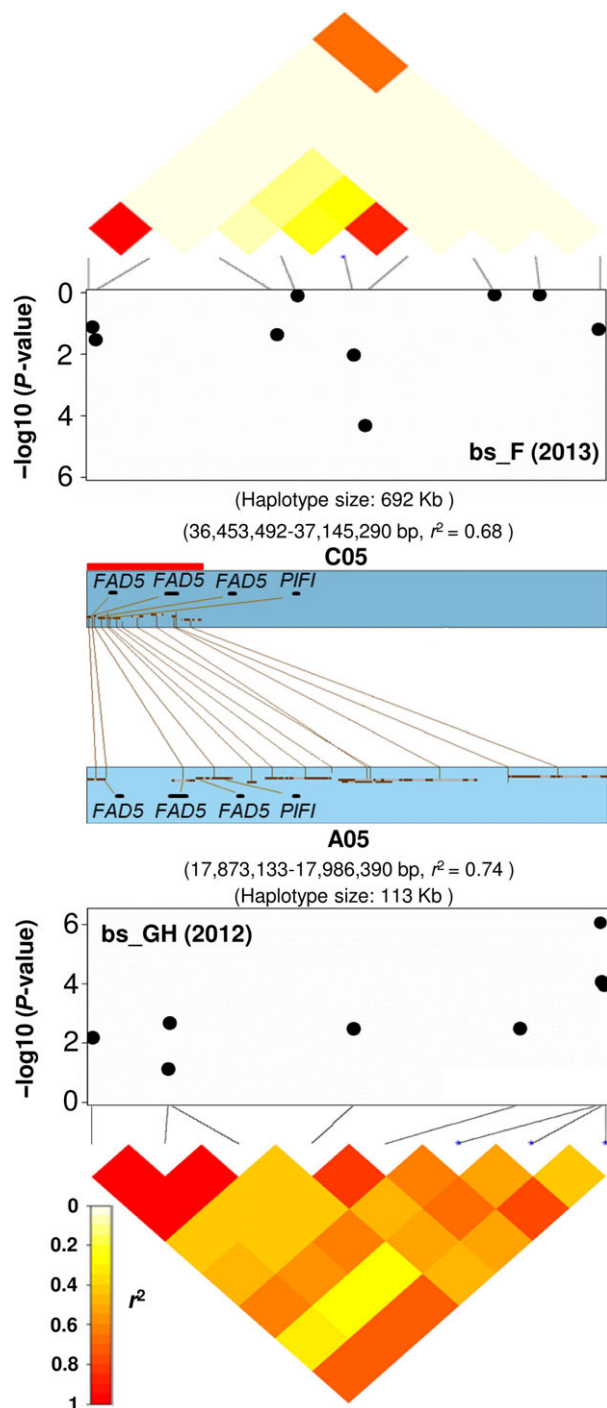 0
2
4
6
−log10 (P-value)
bs_F (2013)
(Haplotype size: 692 Kb )
(36,453,492-37,145,290 bp, r² = 0.68 )
C05
FAD5 FAD5 FAD5 PIFI
FAD5 FAD5 FAD5 PIFI
A05
(17,873,133-17,986,390 bp, r² = 0.74 )
(Haplotype size: 113 Kb )
6
4
2
0
−log10 (P-value)
bs_GH (2012)
0
0.2
0.4
0.6
0.8
1
r²